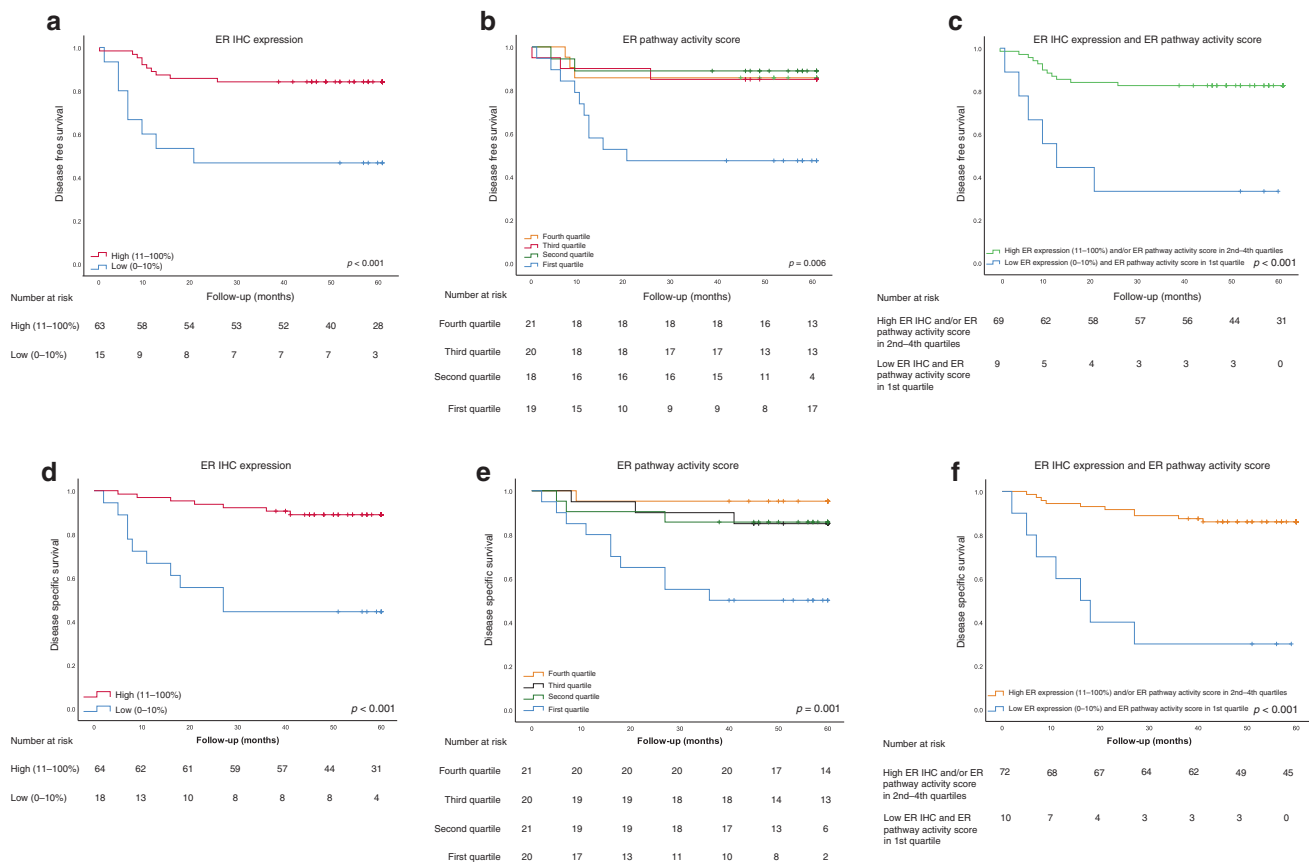 a
ER IHC expression
1.0
0.8
0.6
0.4
0.2
0.0
Disease free survival
High (11–100%)
Low (0–10%)
p < 0.001
0 10 20 30 40 50 60
Number at risk
Follow-up (months)
High (11–100%) 63 58 54 53 52 40 28
Low (0–10%) 15 9 8 7 7 7 3
b
ER pathway activity score
1.0
0.8
0.6
0.4
0.2
0.0
Disease free survival
Fourth quartile
Third quartile
Second quartile
First quartile
p = 0.006
0 10 20 30 40 50 60
Number at risk
Follow-up (months)
Fourth quartile 21 18 18 18 18 16 13
Third quartile 20 18 18 17 17 13 13
Second quartile 18 16 16 16 15 11 4
First quartile 19 15 10 9 9 8 17
c
ER IHC expression and ER pathway activity score
1.0
0.8
0.6
0.4
0.2
0.0
Disease free survival
High ER expression (11–100%) and/or ER pathway activity score in 2nd–4th quartiles
Low ER expression (0–10%) and ER pathway activity score in 1st quartile
p < 0.001
0 10 20 30 40 50 60
Follow-up (months)
Number at risk
High ER IHC and/or ER
pathway activity score
in 2nd–4th quartiles
69 62 58 57 56 44 31
Low ER IHC and ER
pathway activity score
in 1st quartile
9 5 4 3 3 3 0
d
ER IHC expression
1.0
0.8
0.6
0.4
0.2
0.0
Disease specific survival
High (11–100%)
Low (0–10%)
p < 0.001
0 10 20 30 40 50 60
Number at risk
Follow-up (months)
High (11–100%) 64 62 61 59 57 44 31
Low (0–10%) 18 13 10 8 8 8 4
e
ER pathway activity score
1.0
0.8
0.6
0.4
0.2
0.0
Disease specific survival
Fourth quartile
Third quartile
Second quartile
First quartile
p = 0.001
0 10 20 30 40 50 60
Number at risk
Follow-up (months)
Fourth quartile 21 20 20 20 20 17 14
Third quartile 20 19 19 18 18 14 13
Second quartile 21 19 19 18 17 13 6
First quartile 20 17 13 11 10 8 2
f
ER IHC expression and ER pathway activity score
1.0
0.8
0.6
0.4
0.2
0.0
Disease specific survival
High ER expression (11–100%) and/or ER pathway activity score in 2nd–4th quartiles
Low ER expression (0–10%) and ER pathway activity score in 1st quartile
p < 0.001
0 10 20 30 40 50 60
Follow-up (months)
Number at risk
High ER IHC and/or ER
pathway activity score
in 2nd–4th quartiles
72 68 67 64 62 49 45
Low ER IHC and ER
pathway activity score
in 1st quartile
10 7 4 3 3 3 0